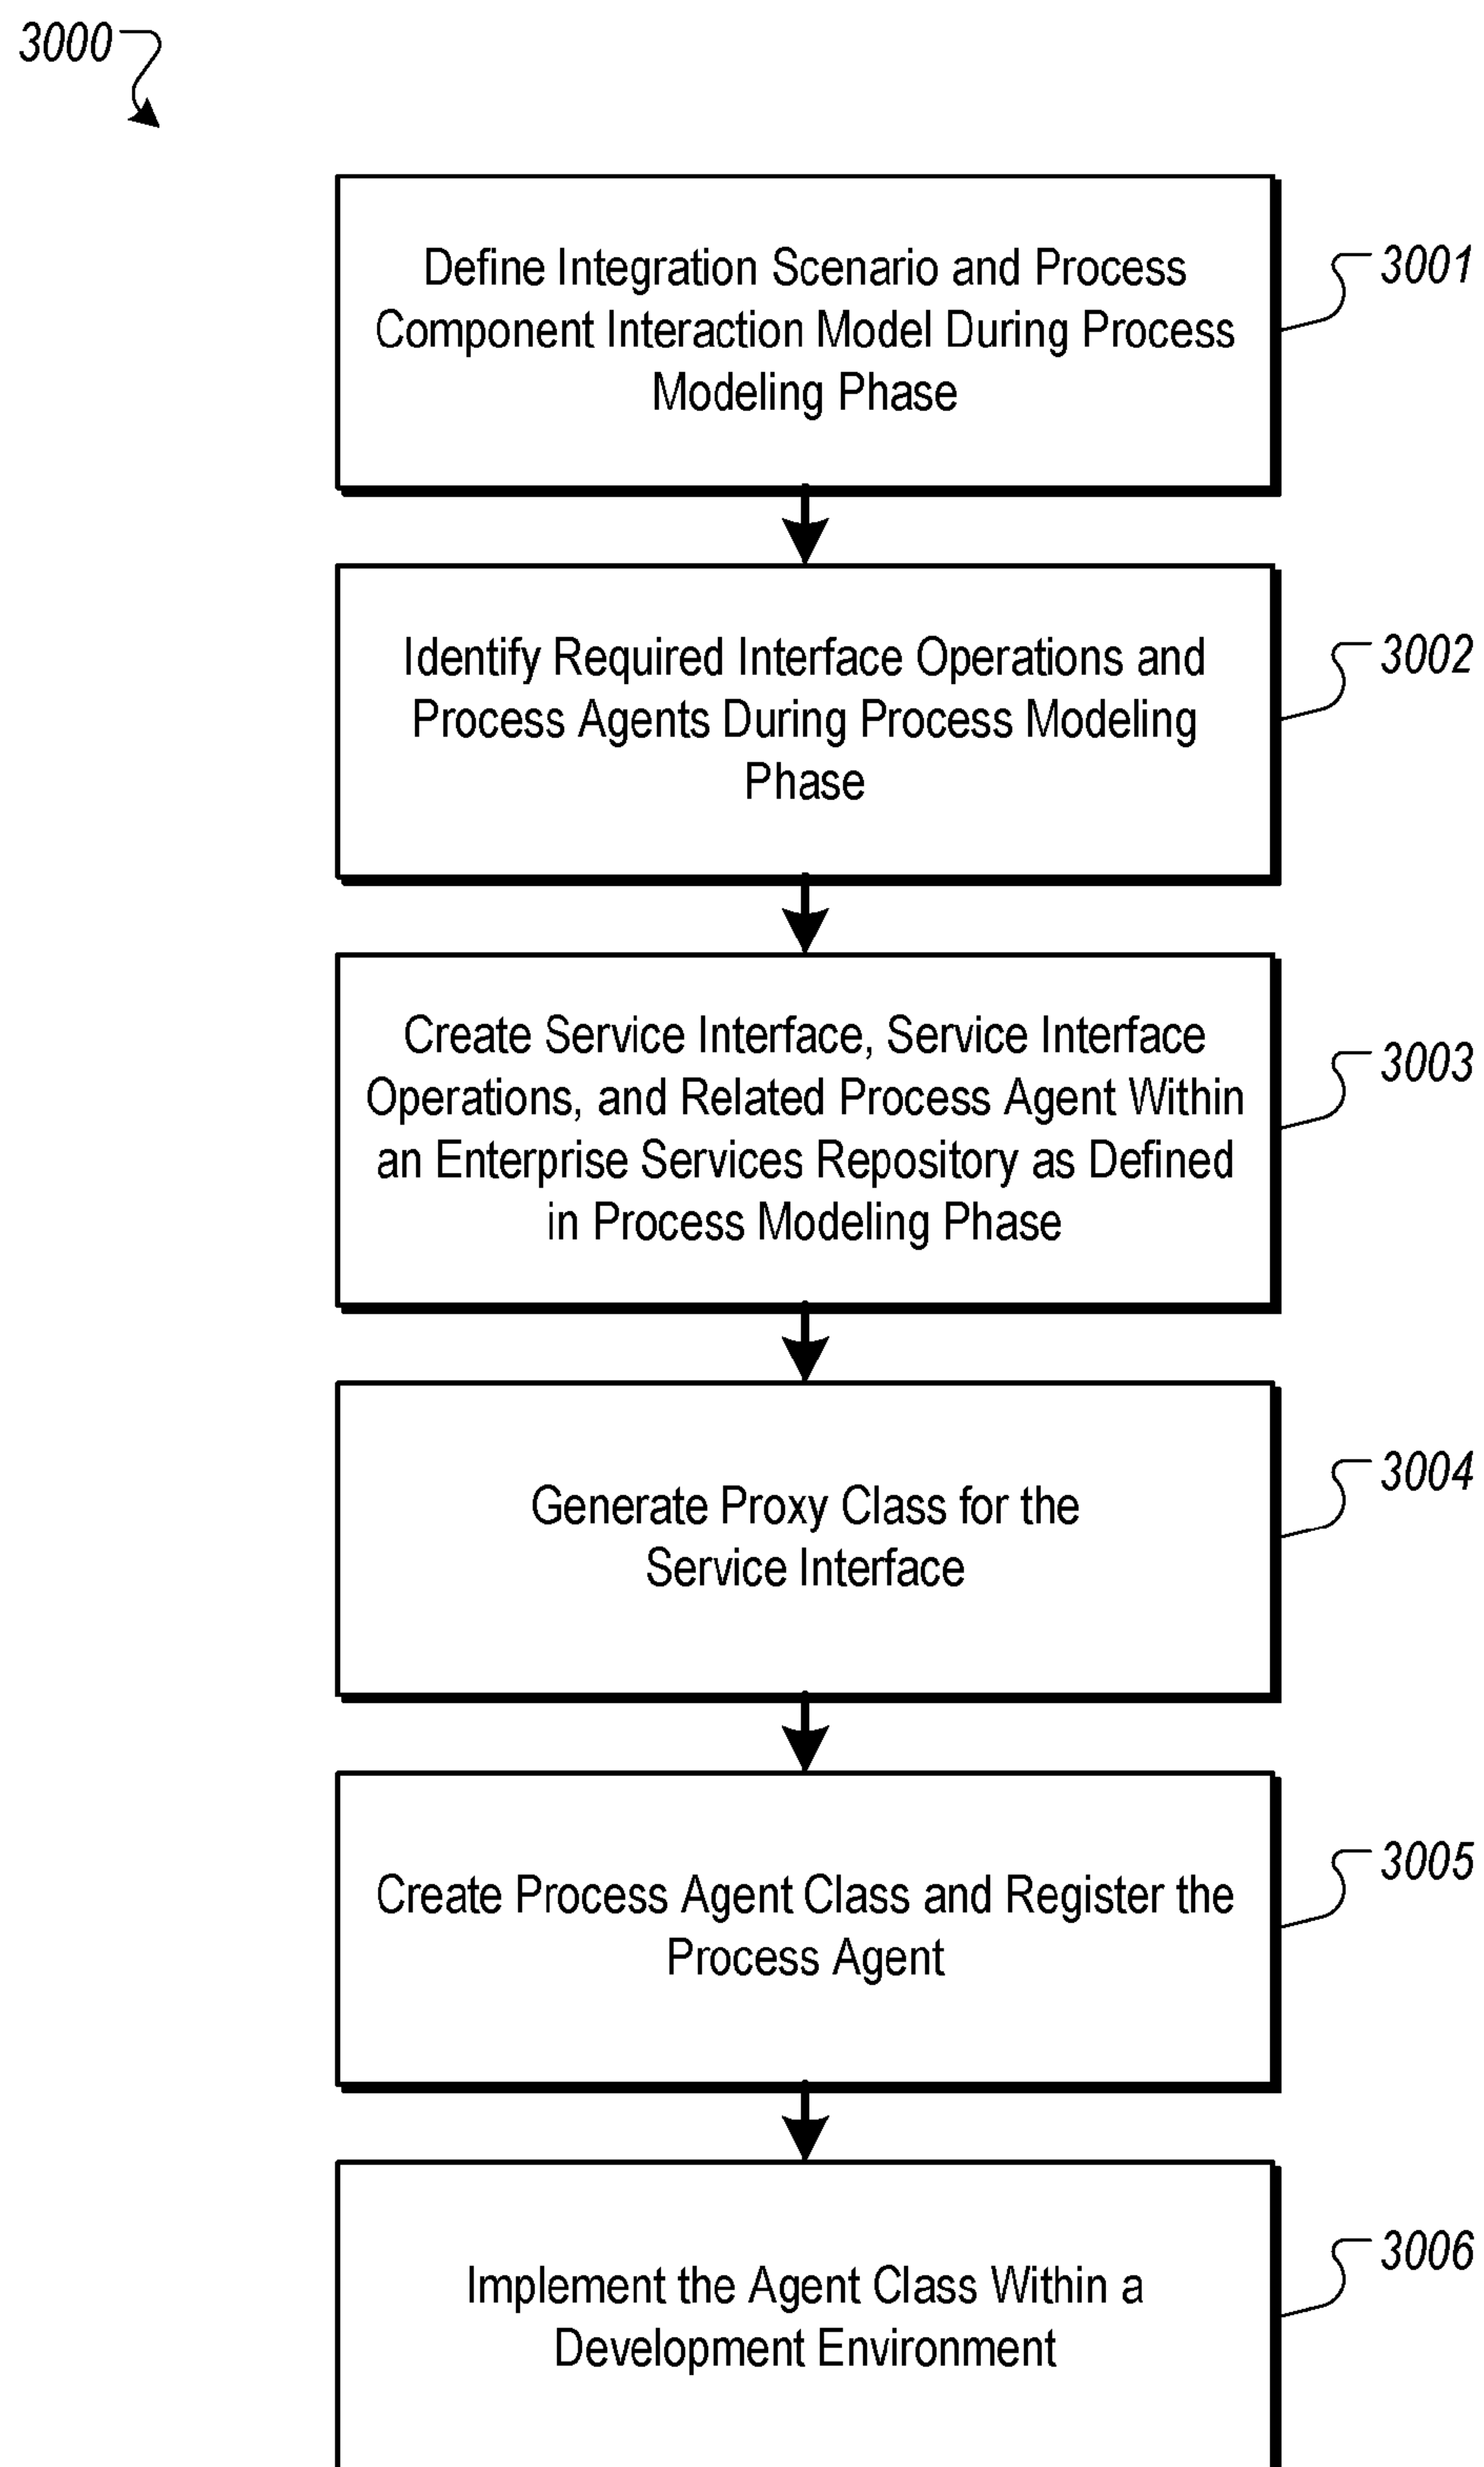 3000
Define Integration Scenario and Process
Component Interaction Model During Process
Modeling Phase
3001
Identify Required Interface Operations and
Process Agents During Process Modeling
Phase
3002
Create Service Interface, Service Interface
Operations, and Related Process Agent Within
an Enterprise Services Repository as Defined
in Process Modeling Phase
3003
Generate Proxy Class for the
Service Interface
3004
Create Process Agent Class and Register the
Process Agent
3005
Implement the Agent Class Within a
Development Environment
3006